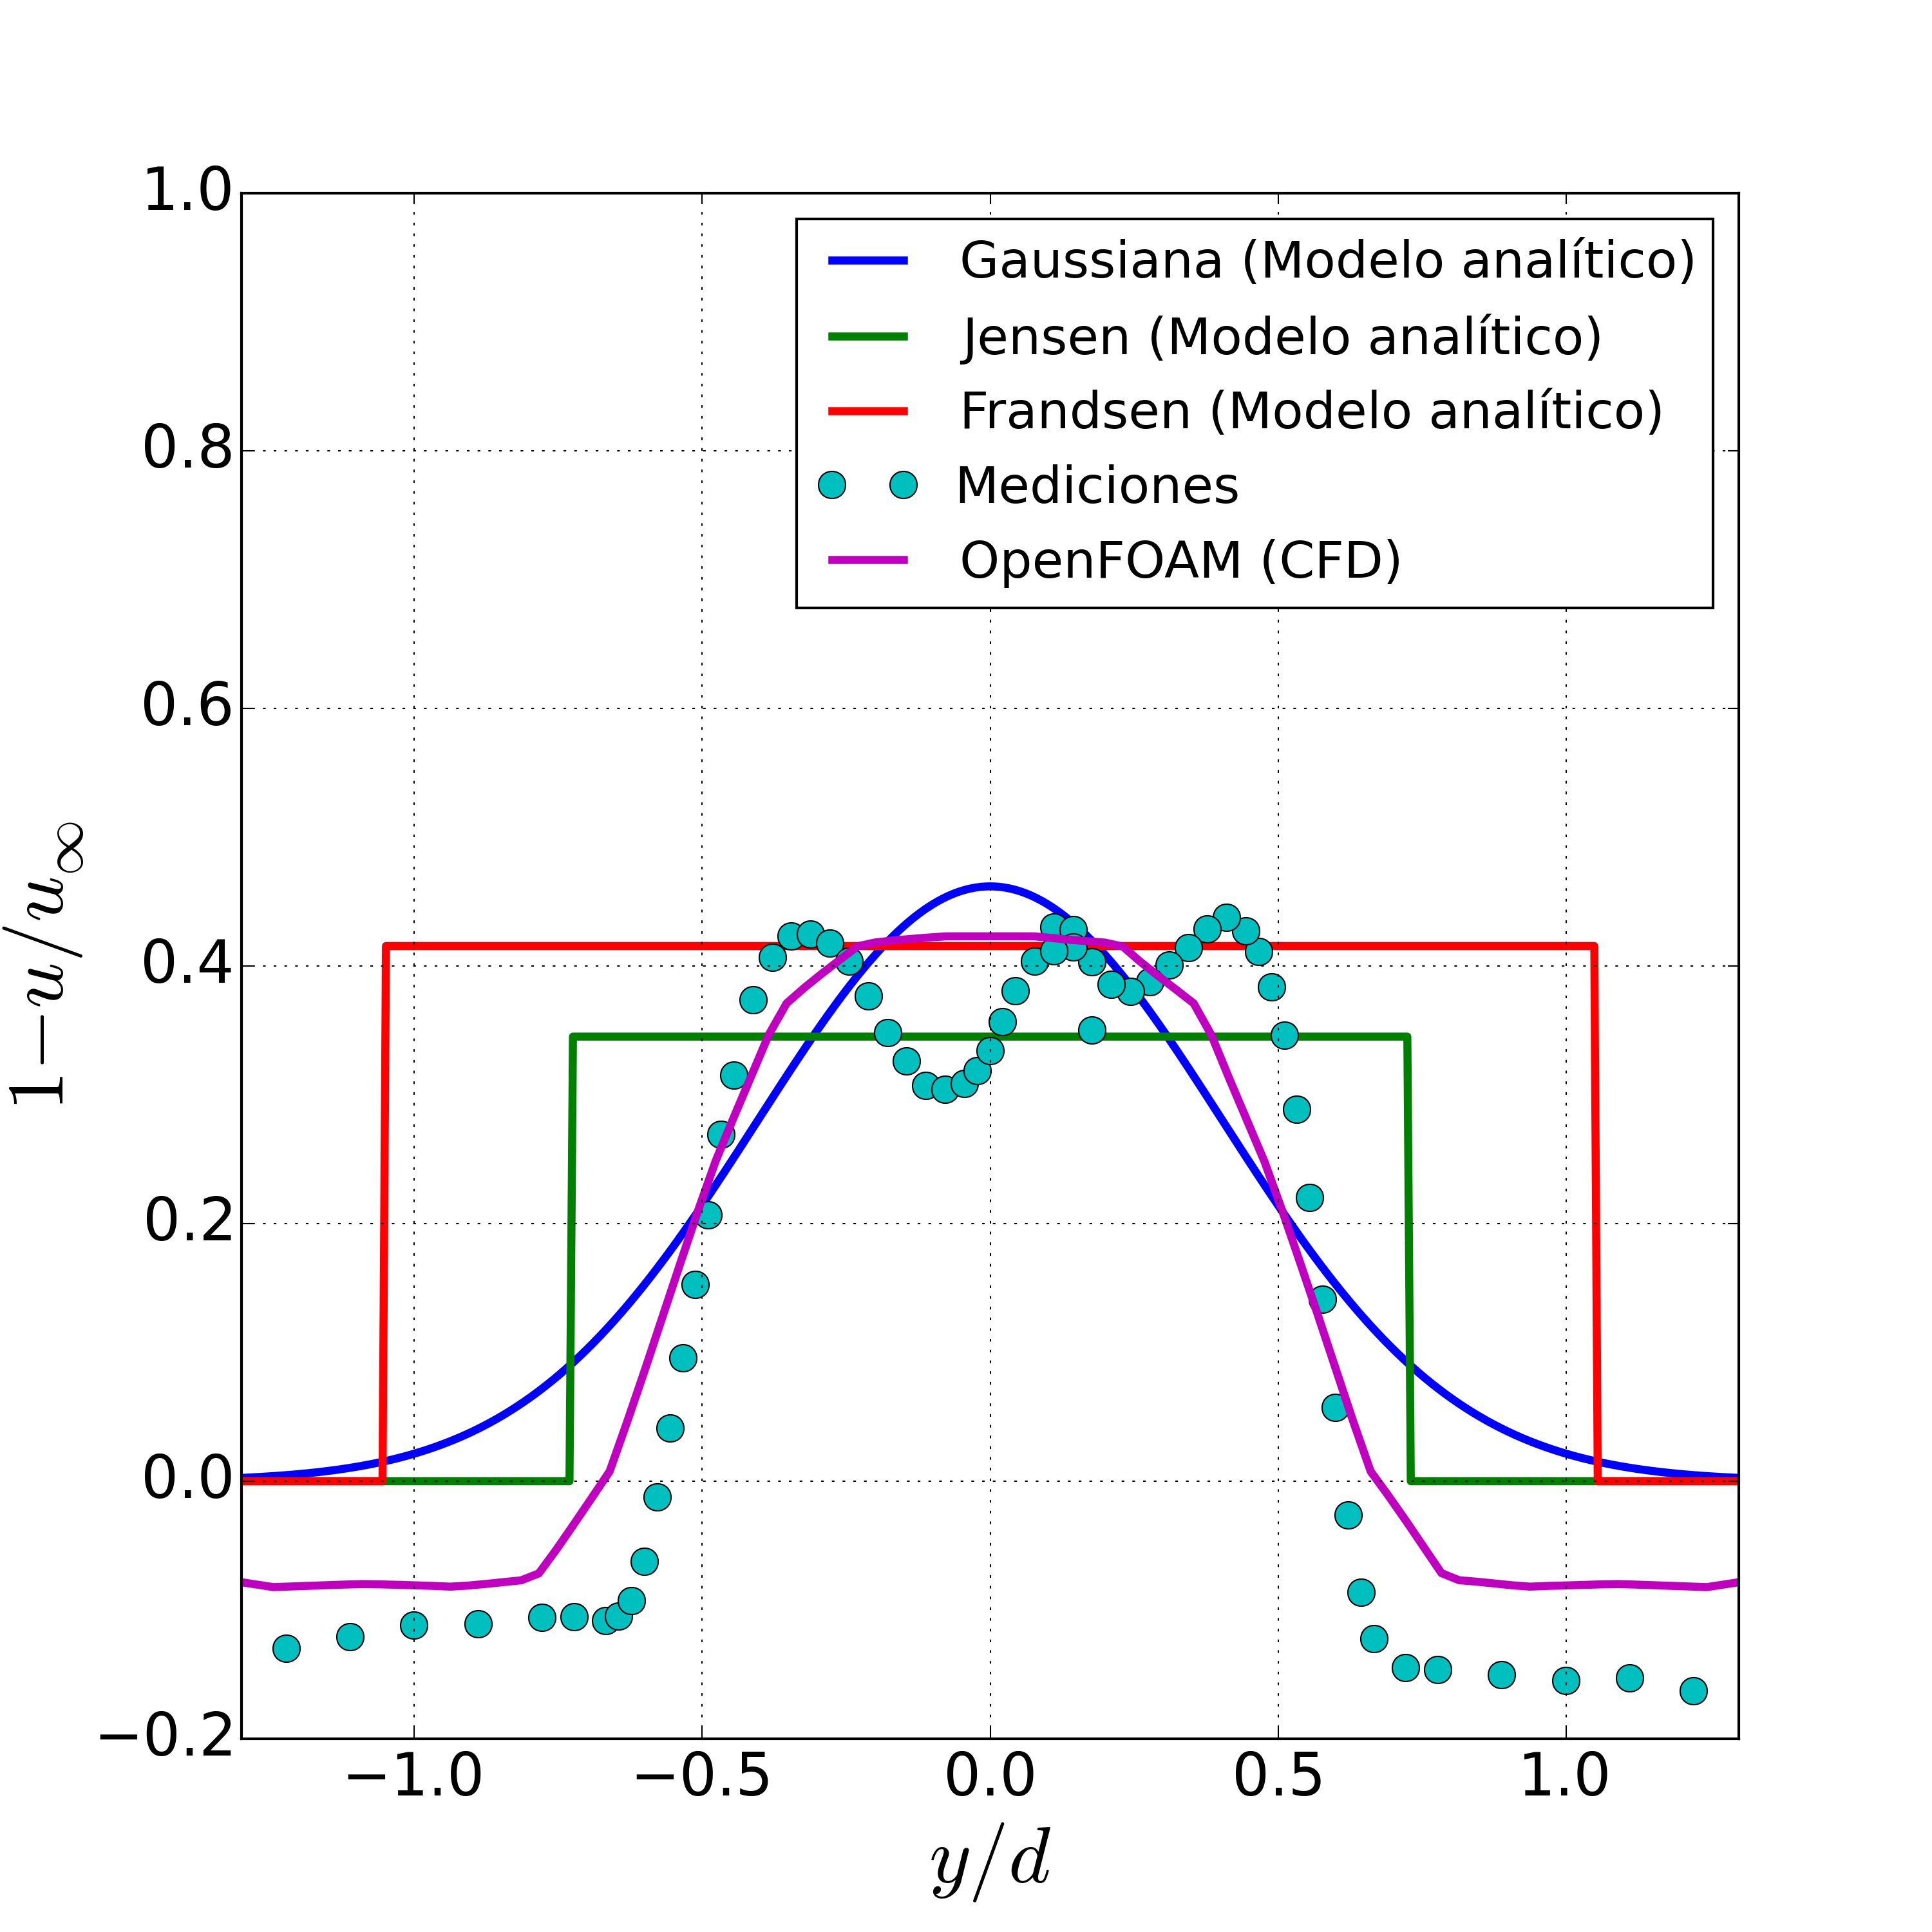 1.0
0.8
0.6
0.4
0.2
0.0
−0.2
1−u/u∞
Gaussiana (Modelo analítico)
Jensen (Modelo analítico)
Frandsen (Modelo analítico)
Mediciones
OpenFOAM (CFD)
−1.0 −0.5 0.0 0.5 1.0
y/d